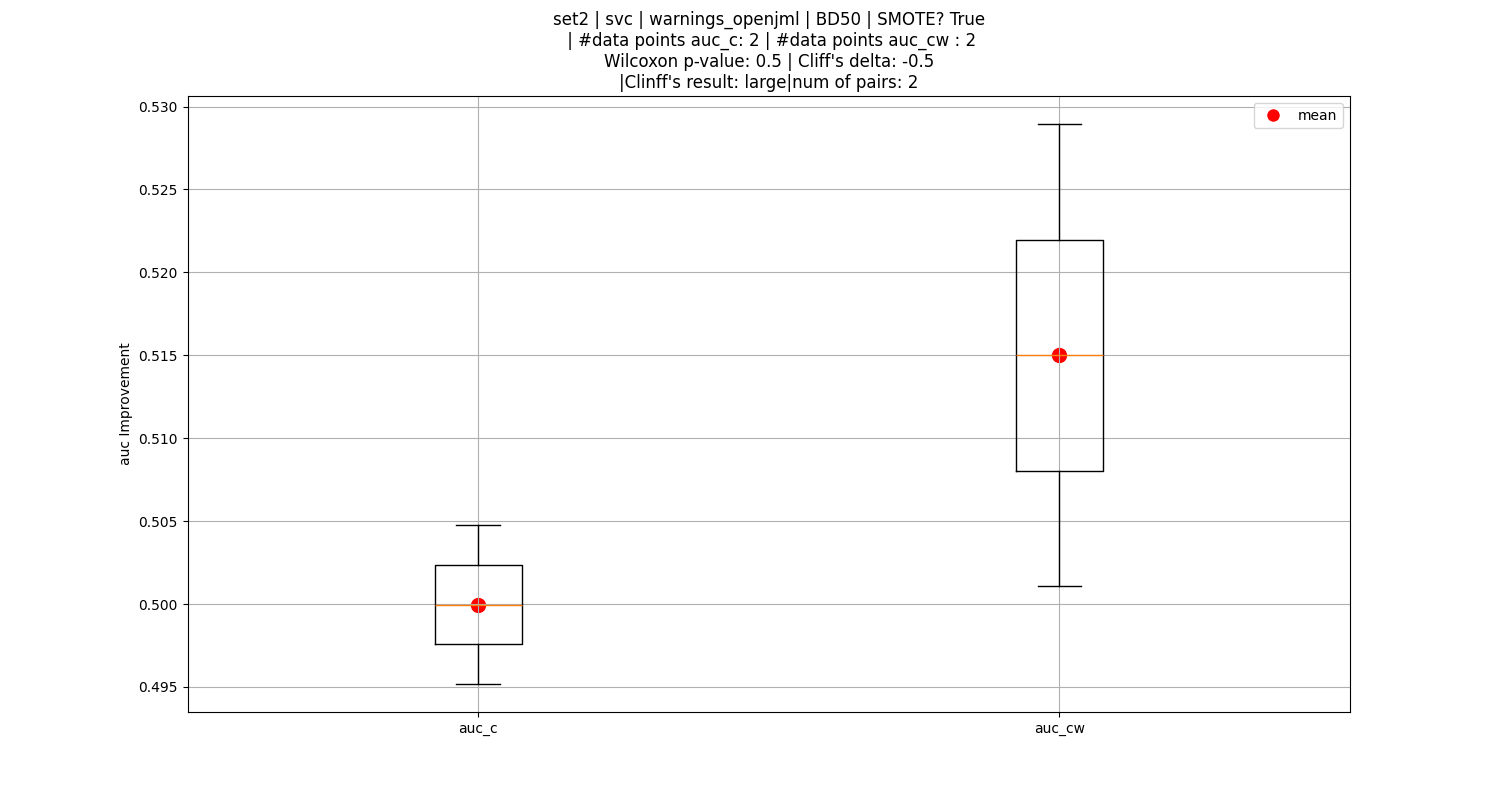 set2 | svc | warnings_openjml | BD50 | SMOTE? True
| #data points auc_c: 2 | #data points auc_cw : 2
Wilcoxon p-value: 0.5 | Cliff's delta: -0.5
|Clinff's result: large|num of pairs: 2
mean
0.530
0.525
0.520
0.515
0.510
0.505
0.500
0.495
auc Improvement
auc_c
auc_cw